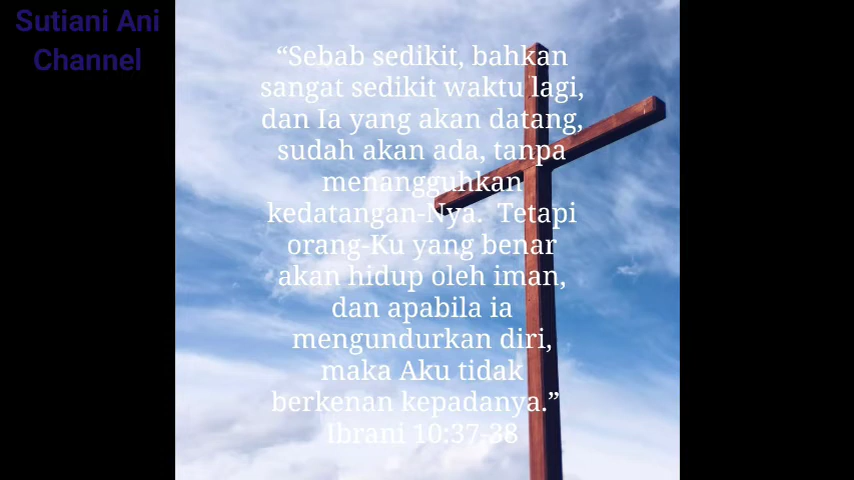 Sutiani Ani
Channel
“Sebab sedikit, bahkan
sangat sedikit waktu lagi,
dan Ia yang akan datang,
sudah akan ada, tanpa
menangguhkan
kedatangan-Nya.  Tetapi
orang-Ku yang benar
akan hidup oleh iman,
dan apabila ia
mengundurkan diri,
maka Aku tidak
berkenan kepadanya.”
Ibrani 10:37-38